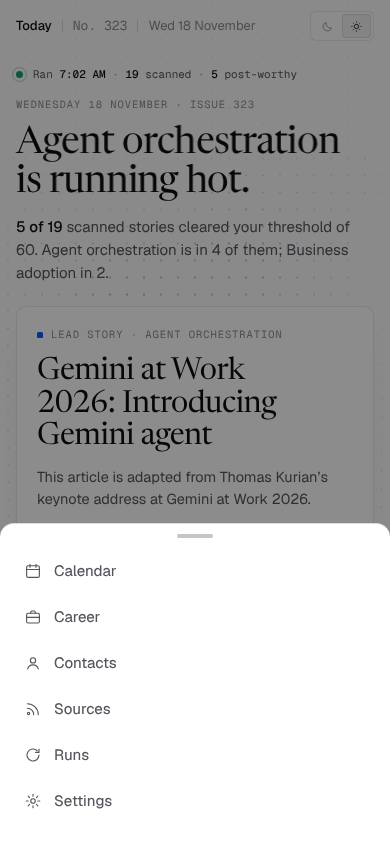 Today No. 323 Wed 18 November
Ran 7:02 AM · 19 scanned · 5 post-worthy
WEDNESDAY 18 NOVEMBER · ISSUE 323
Agent orchestration
is running hot.
5 of 19 scanned stories cleared your threshold of
60. Agent orchestration is in 4 of them; Business
adoption in 2.
LEAD STORY · AGENT ORCHESTRATION
Gemini at Work
2026: Introducing
Gemini agent
This article is adapted from Thomas Kurian’s
keynote address at Gemini at Work 2026.
Calendar
Career
Contacts
Sources
Runs
Settings